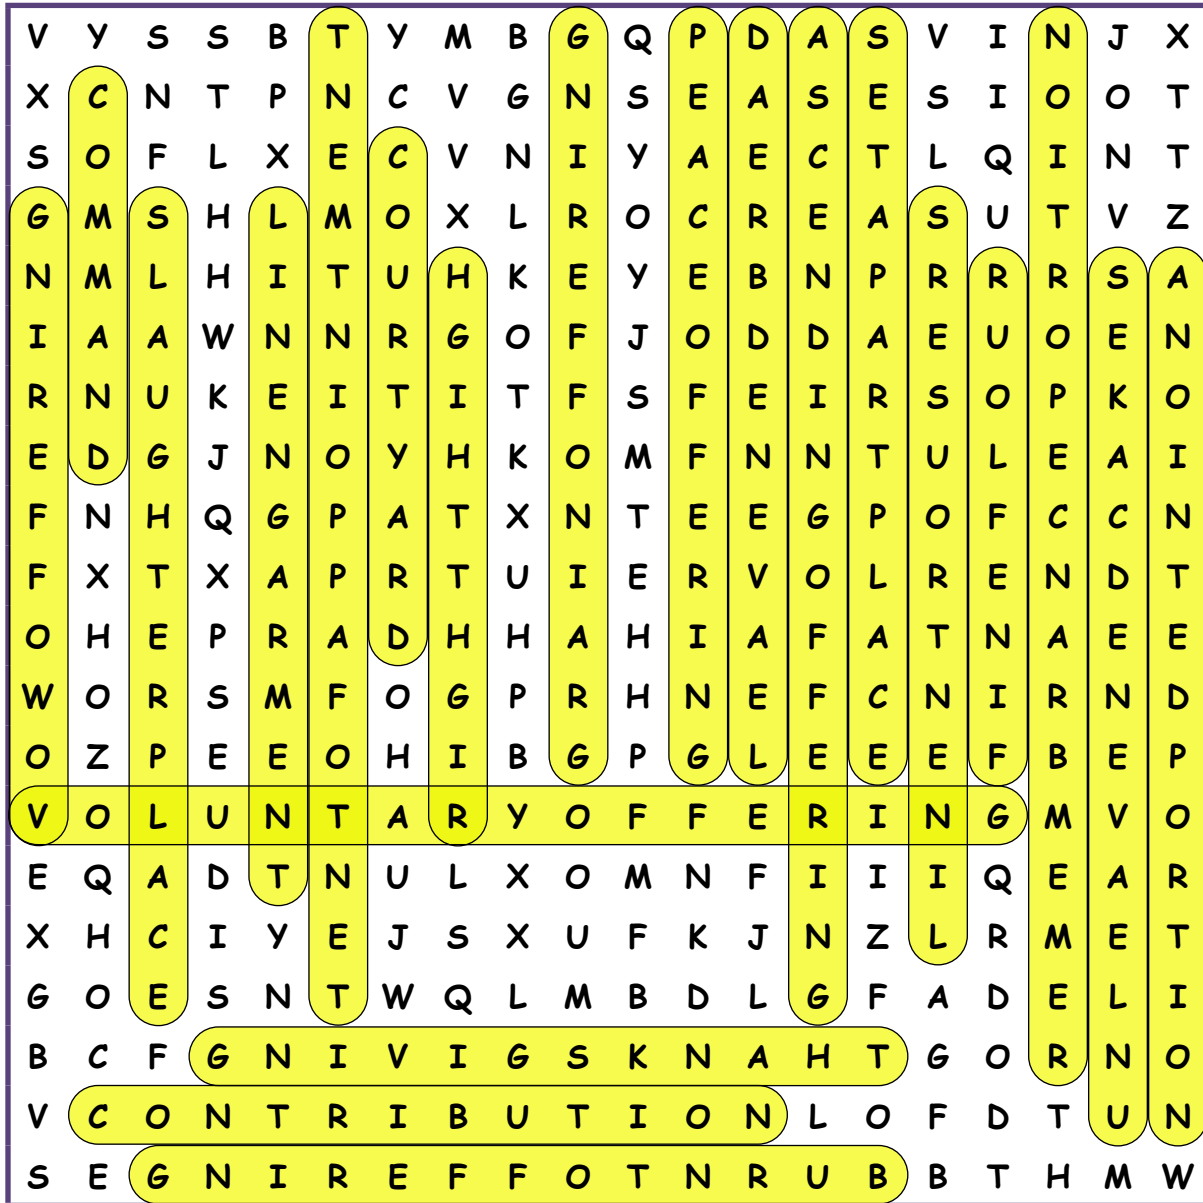 V Y S S B T Y M B G Q P D A S V I N J X
X C N T P N C V G N S E A S E S I O O T
S O F L X E C V N I Y A E C T L Q I N T
G M S H L M O X L R O C R E A S U T V Z
N M L H I T U H K E Y E B N P R R R S A
I A A W N N R G O F J O D D A E U O E N
R N U K E I T I T F S F E I R S O P K O
E D G J N O Y H K O M F N N T U L E A I
F N H Q G P A T X N T E E G P O F C C N
F X T X A P R T U I E R V O L R E N D T
O H E P R A D H H A H I A F A T N A E E
W O R S M F O G P R H N E F C N I R N D
O Z P E E O H I B G P G L E E E F B E P
V O L U N T A R Y O F F E R I N G M V O
E Q A D T N U L X O M N F I I I Q E A R
X H C I Y E J S X U F K J N Z L R M E T
G O E S N T W Q L M B D L G F A D E L I
B C F G N I V I G S K N A H T G O R N O
V C O N T R I B U T I O N L O F D T U N
S E G N I R E F F O T N R U B B T H M W